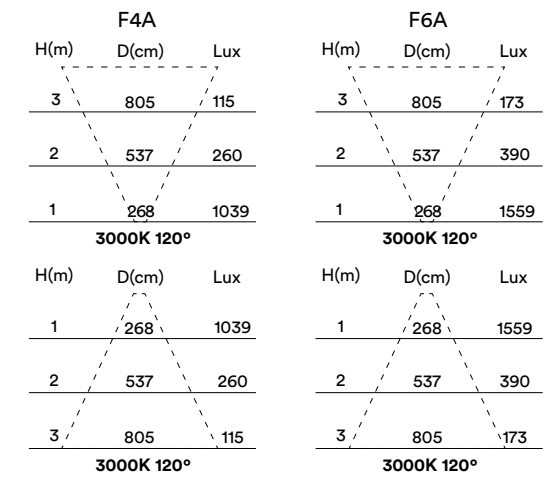 F4A
H(m) D(cm) Lux
3 805 115
2 537 260
1 268 1039
3000K 120°
H(m) D(cm) Lux
1 268 1039
2 537 260
3 805 115
3000K 120°
F6A
H(m) D(cm) Lux
3 805 173
2 537 390
1 268 1559
3000K 120°
H(m) D(cm) Lux
1 268 1559
2 537 390
3 805 173
3000K 120°